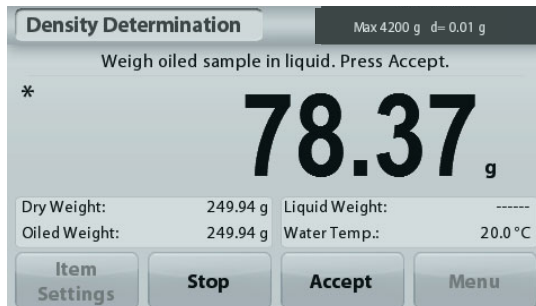 Density Determination
Max 4200 g d= 0.01 g
Weigh oiled sample in liquid. Press Accept.
*
78.37 g
Dry Weight: 249.94 g Liquid Weight: ------
Oiled Weight: 249.94 g Water Temp.: 20.0 °C
Item Settings
Stop
Accept
Menu